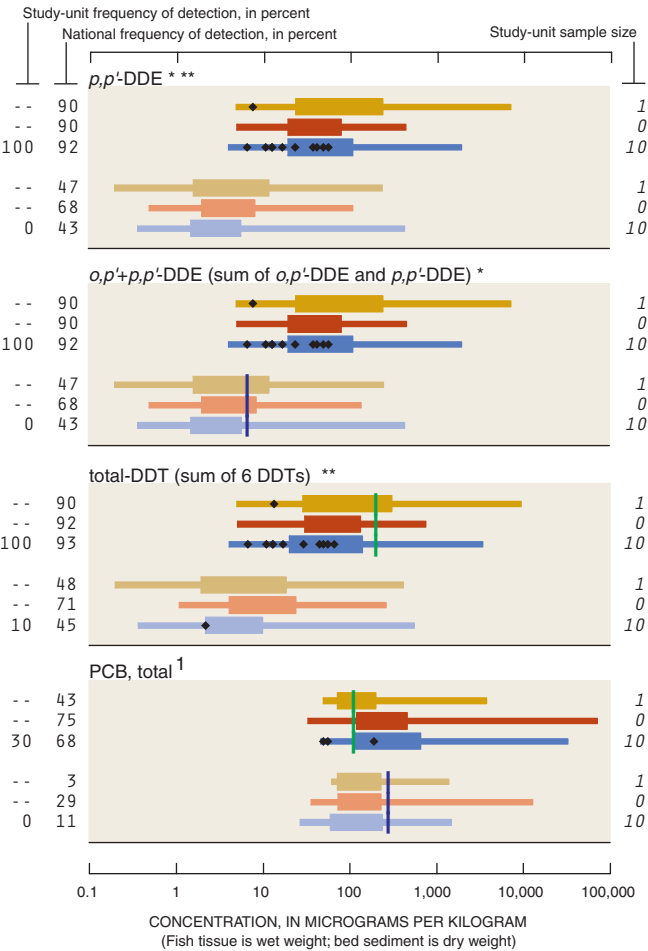 Study-unit frequency of detection, in percent
National frequency of detection, in percent
Study-unit sample size
p,p'-DDE * **
-- 90 1
-- 90 0
100 92 10
-- 47 1
-- 68 0
0 43 10
o,p'+p,p'-DDE (sum of o,p'-DDE and p,p'-DDE) *
-- 90 1
-- 90 0
100 92 10
-- 47 1
-- 68 0
0 43 10
total-DDT (sum of 6 DDTs) **
-- 90 1
-- 92 0
100 93 10
-- 48 1
-- 71 0
10 45 10
PCB, total 1
-- 43 1
-- 75 0
30 68 10
-- 3 1
-- 29 0
0 11 10
0.1 1 10 100 1,000 10,000 100,000
CONCENTRATION, IN MICROGRAMS PER KILOGRAM
(Fish tissue is wet weight; bed sediment is dry weight)